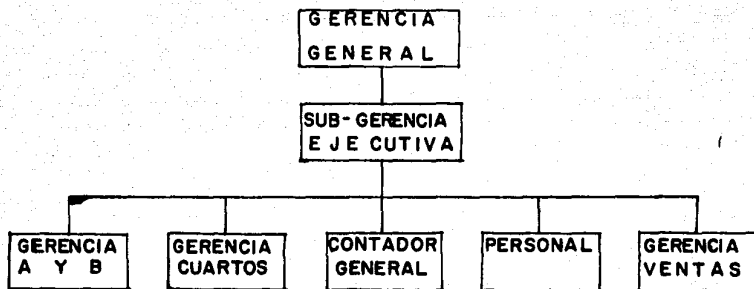 GERENCIA
GENERAL
SUB-GERENCIA
EJECUTIVA
GERENCIA
A Y B
GERENCIA
CUARTOS
CONTADOR
GENERAL
PERSONAL
GERENCIA
VENTAS